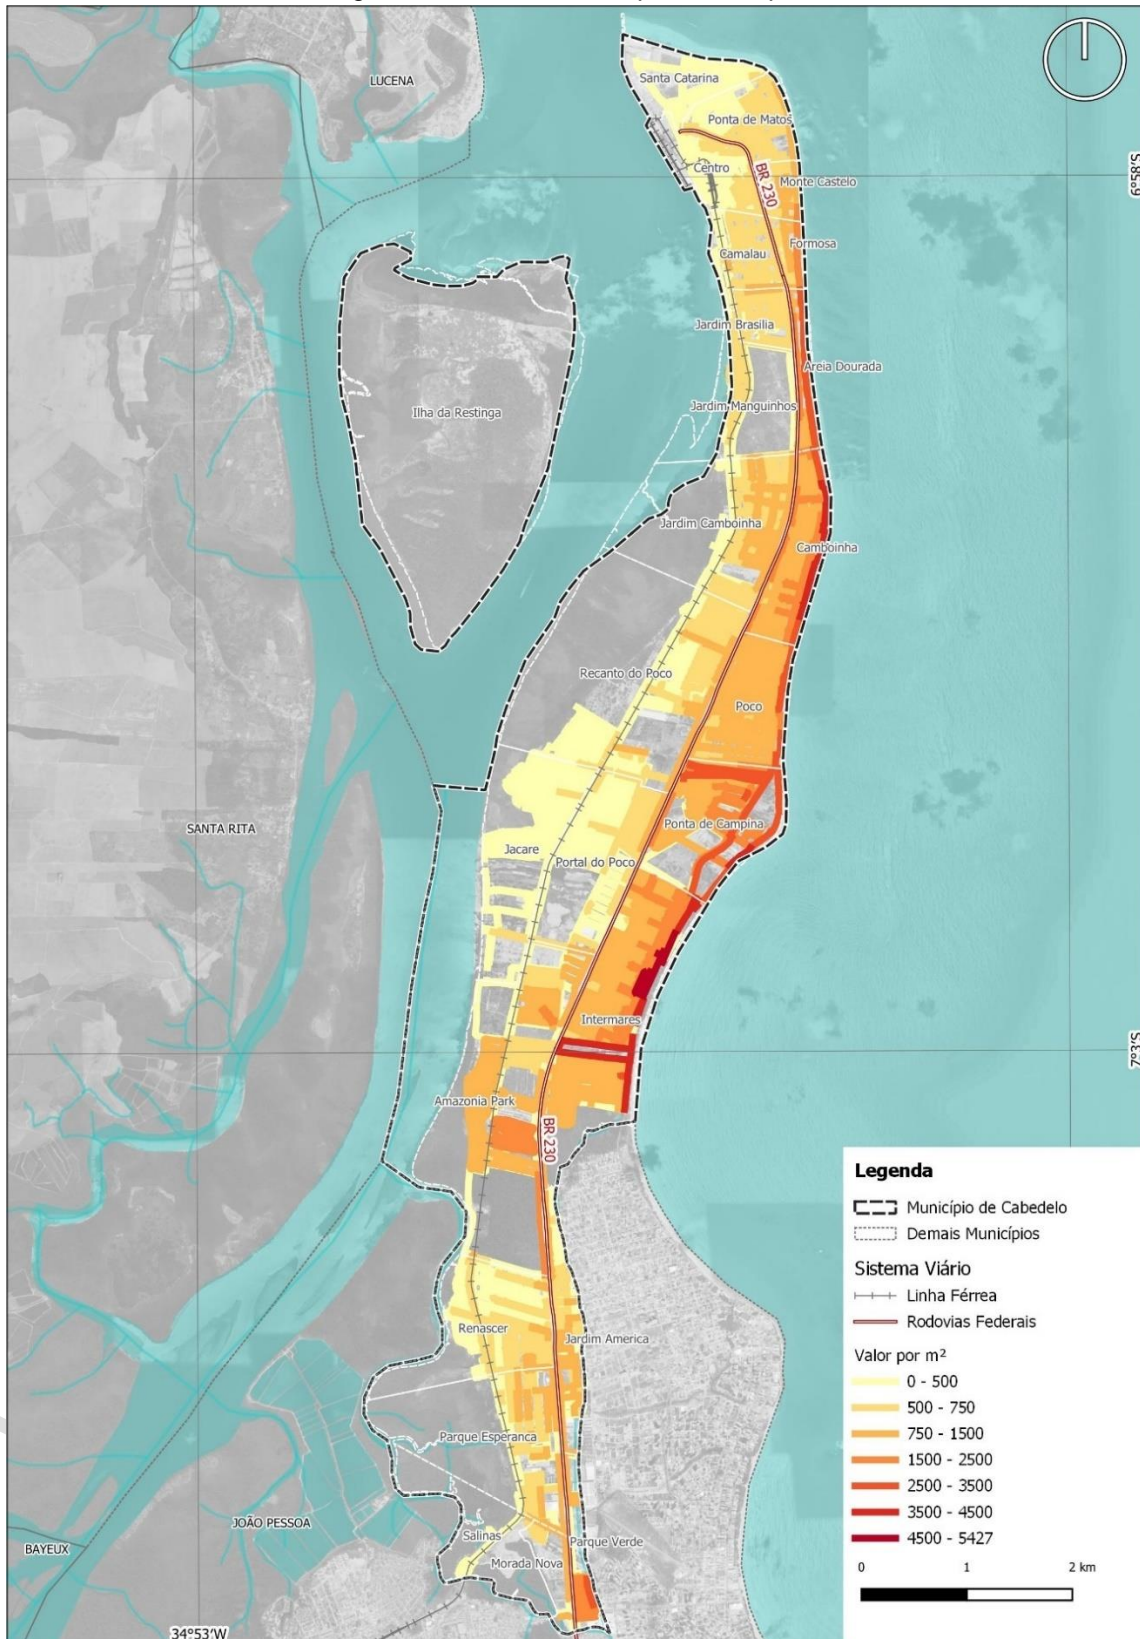 LUCENA
Santa Catarina
Ponta de Matos
Centro
BR 230
Monte Castelo
6°58'S
Formosa
Camalau
Jardim Brasilia
Areia Dourada
Ilha da Restinga
Jardim Manguinhos
Jardim Camboinha
Camboinha
Recanto do Poco
Poco
SANTA RITA
Ponta de Campina
Jacare
Portal do Poco
Intermares
7°3'S
Amazonia Park
BR 230
Renascer
Jardim America
Parque Esperanca
JOÃO PESSOA
BAYEUX
Salinas
Parque Verde
Morada Nova
34°53'W
Legenda
Município de Cabedelo
Demais Municípios
Sistema Viário
Linha Férrea
Rodovias Federais
Valor por m²
0 - 500
500 - 750
750 - 1500
1500 - 2500
2500 - 3500
3500 - 4500
4500 - 5427
0 1 2 km